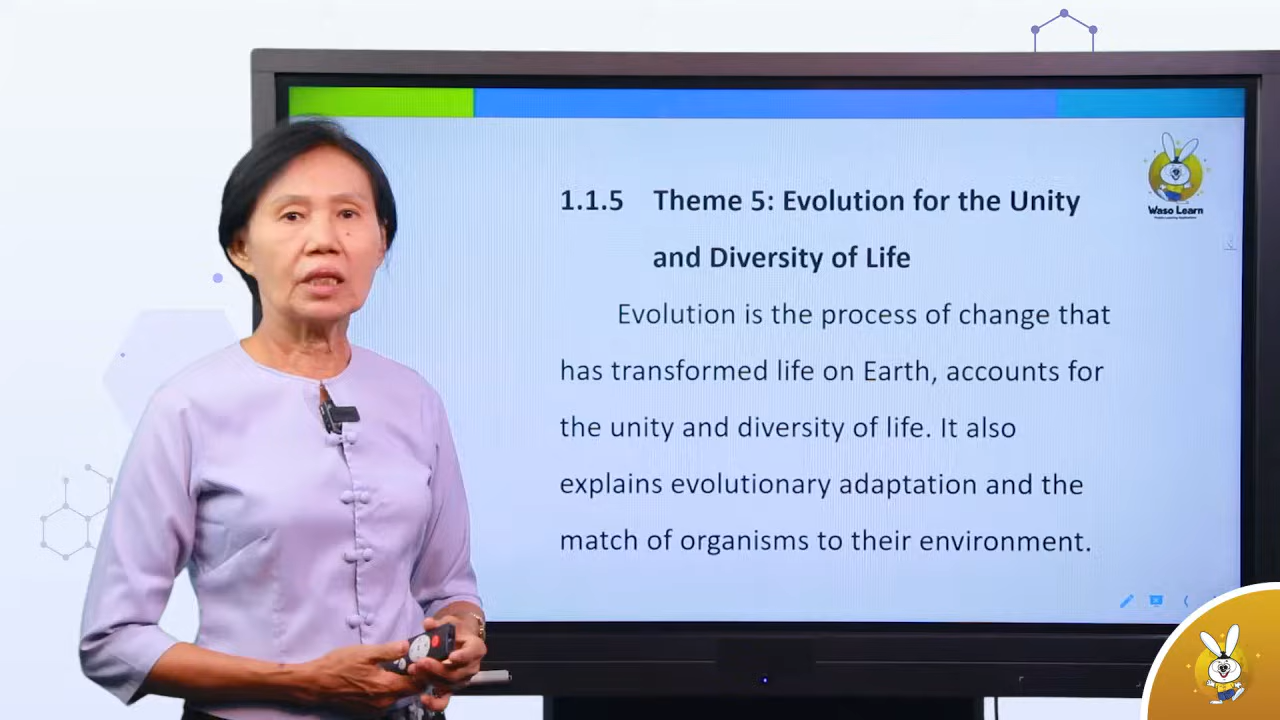 1.1.5 Theme 5: Evolution for the Unity
and Diversity of Life
Evolution is the process of change that
has transformed life on Earth, accounts for
the unity and diversity of life. It also
explains evolutionary adaptation and the
match of organisms to their environment.
Waso Learn